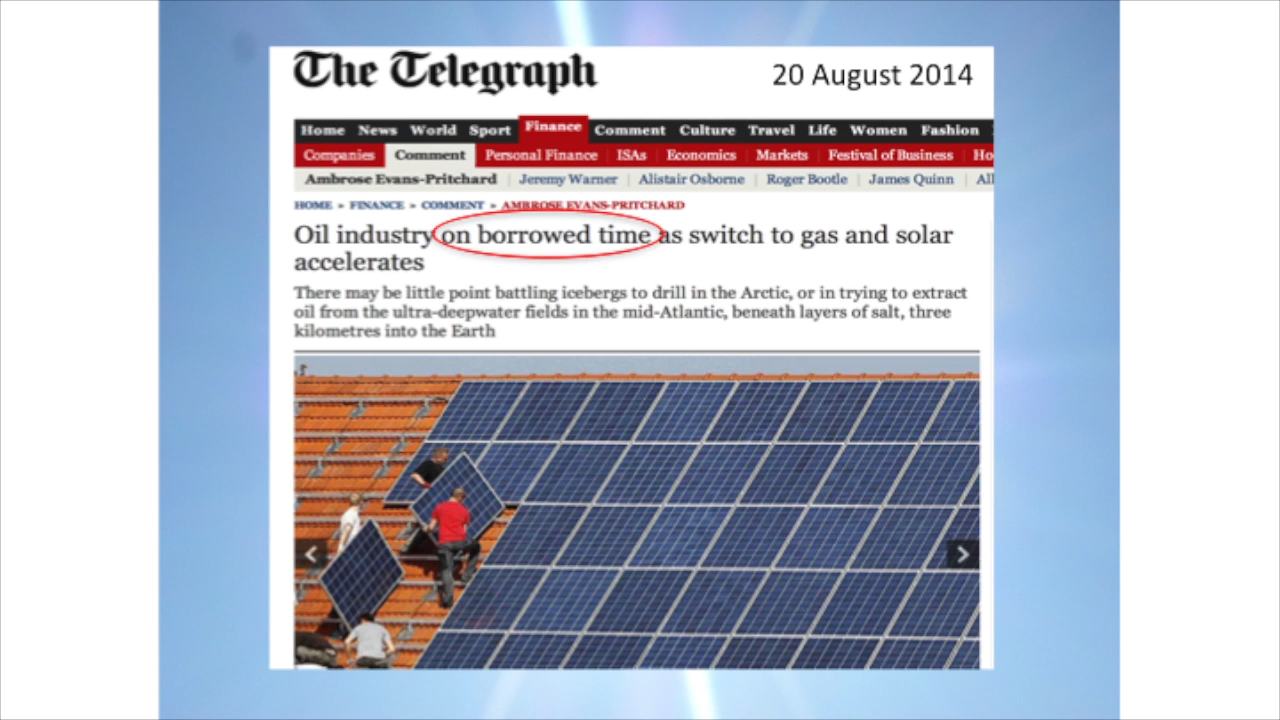 The Telegraph
20 August 2014
Home News World Sport Finance Comment Culture Travel Life Women Fashion
Companies Comment Personal Finance ISAs Economics Markets Festival of Business Ho
Ambrose Evans-Pritchard | Jeremy Warner | Alistair Osborne | Roger Bootle | James Quinn | All
HOME » FINANCE » COMMENT » AMBROSE EVANS-PRITCHARD
Oil industry on borrowed time as switch to gas and solar
accelerates
There may be little point battling icebergs to drill in the Arctic, or in trying to extract
oil from the ultra-deepwater fields in the mid-Atlantic, beneath layers of salt, three
kilometres into the Earth